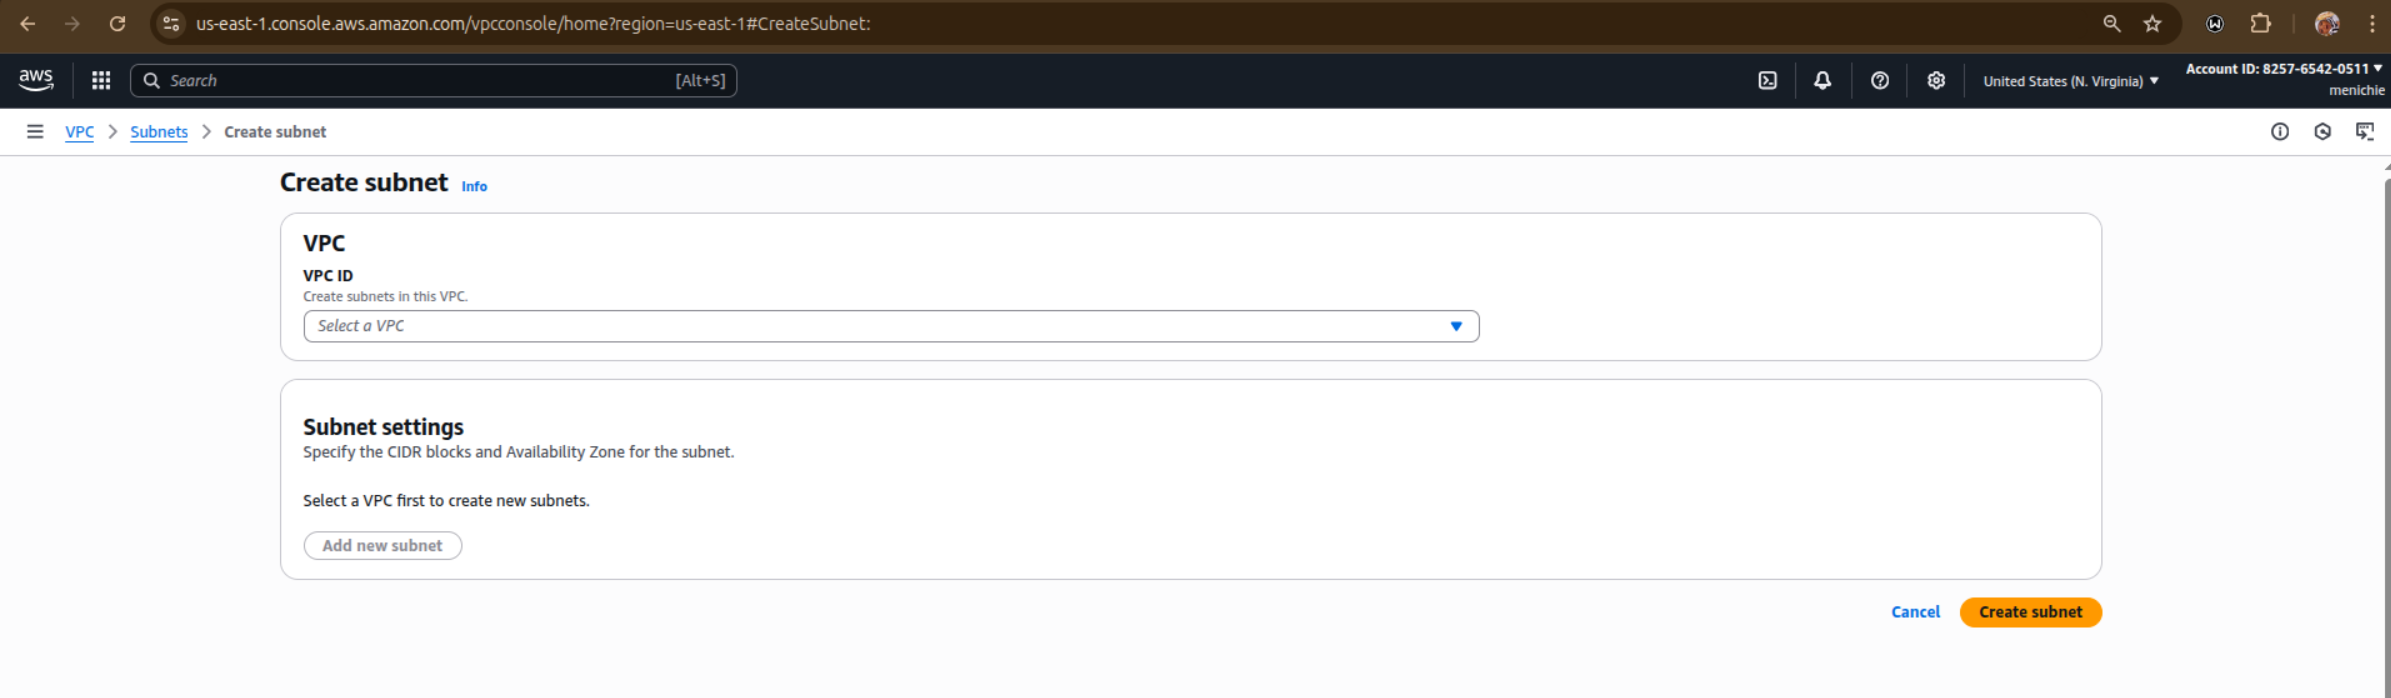 us-east-1.console.aws.amazon.com/vpcconsole/home?region=us-east-1#CreateSubnet:
aws
Search [Alt+S]
United States (N. Virginia)
Account ID: 8257-6542-0511
menichie
VPC > Subnets > Create subnet
Create subnet Info
VPC
VPC ID
Create subnets in this VPC.
Select a VPC
Subnet settings
Specify the CIDR blocks and Availability Zone for the subnet.
Select a VPC first to create new subnets.
Add new subnet
Cancel Create subnet